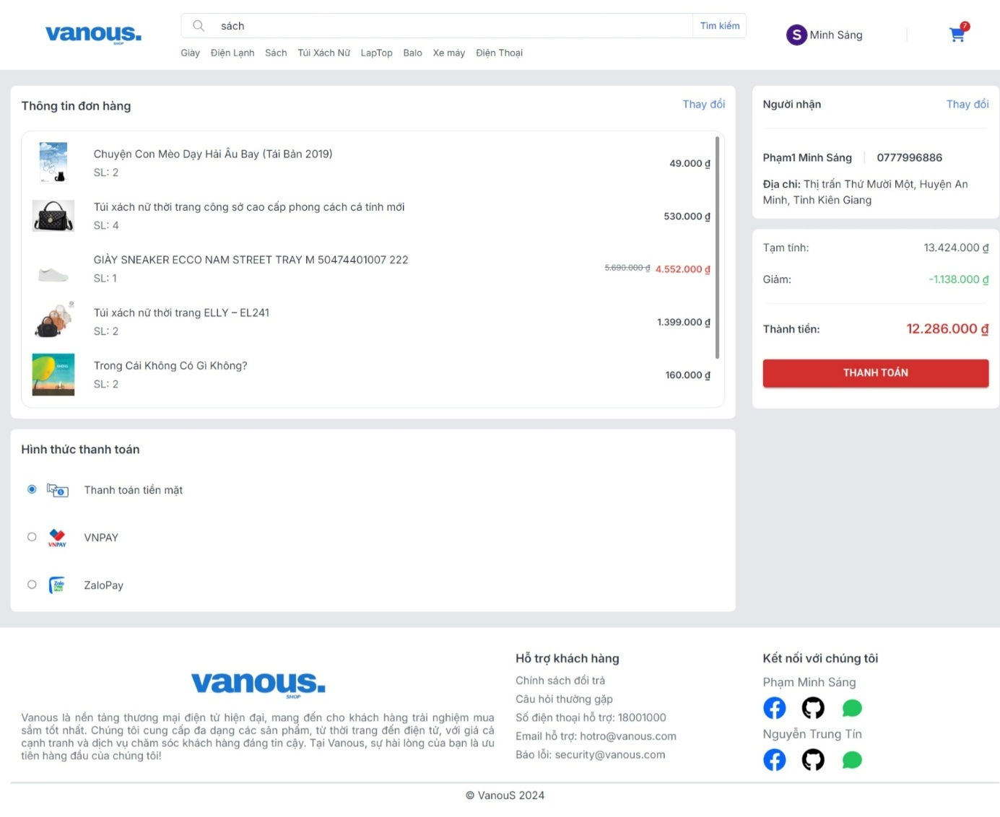 vanous.
SHOP
sách
Tìm kiếm
S Minh Sáng
7
Giày Điện Lạnh Sách Túi Xách Nữ LapTop Balo Xe máy Điện Thoại
Thông tin đơn hàng
Thay đổi
Chuyện Con Mèo Dạy Hải Âu Bay (Tái Bản 2019)
SL: 2
49.000 ₫
Túi xách nữ thời trang công sở cao cấp phong cách cá tính mới
SL: 4
530.000 ₫
GIÀY SNEAKER ECCO NAM STREET TRAY M 50474401007 222
SL: 1
5.690.000 ₫ 4.552.000 ₫
Túi xách nữ thời trang ELLY – EL241
SL: 2
1.399.000 ₫
Trong Cái Không Có Gì Không?
SL: 2
160.000 ₫
Người nhận
Thay đổi
Phạm1 Minh Sáng 0777996886
Địa chỉ: Thị trấn Thứ Mười Một, Huyện An
Minh, Tỉnh Kiên Giang
Tạm tính: 13.424.000 ₫
Giảm: -1.138.000 ₫
Thành tiền: 12.286.000 ₫
THANH TOÁN
Hình thức thanh toán
Thanh toán tiền mặt
VNPAY
VNPAY
Zalo
ZaloPay
vanous.
SHOP
Vanous là nền tảng thương mại điện tử hiện đại, mang đến cho khách hàng trải nghiệm mua
sắm tốt nhất. Chúng tôi cung cấp đa dạng các sản phẩm, từ thời trang đến điện tử, với giá cả
cạnh tranh và dịch vụ chăm sóc khách hàng đáng tin cậy. Tại Vanous, sự hài lòng của bạn là ưu
tiên hàng đầu của chúng tôi!
Hỗ trợ khách hàng
Chính sách đổi trả
Câu hỏi thường gặp
Số điện thoại hỗ trợ: 18001000
Email hỗ trợ: hotro@vanous.com
Báo lỗi: security@vanous.com
Kết nối với chúng tôi
Phạm Minh Sáng
Nguyễn Trung Tín
© VanouS 2024